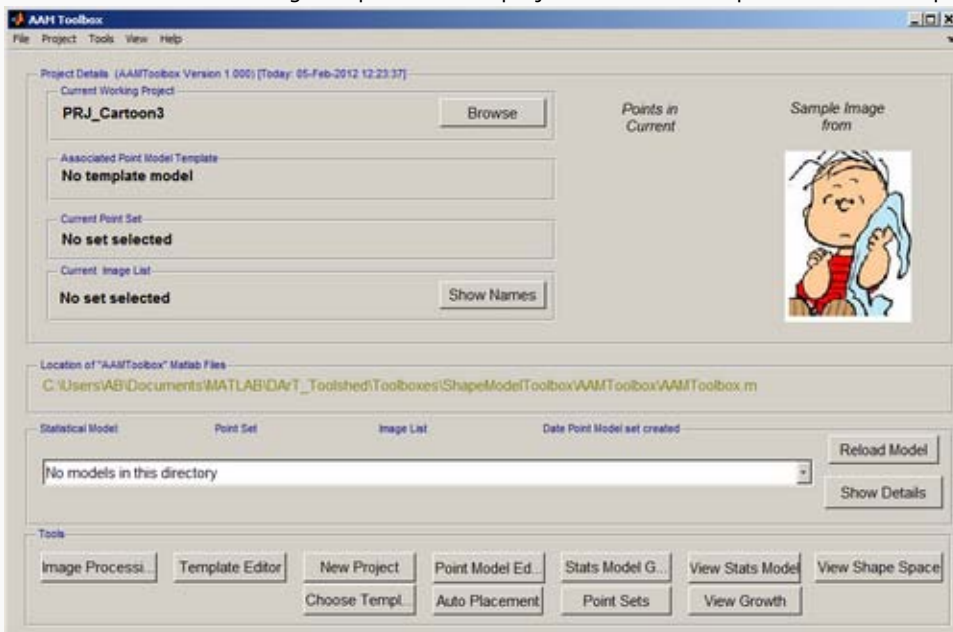 AAM Toolbox
File Project Tools View Help
Project Details (AAMToolbox Version 1.000) [Today: 05-Feb-2012 12:23:37]
Current Working Project
PRJ_Cartoon3
Browse
Points in
Current
Sample Image
from
Associated Point Model Template
No template model
Current Point Set
No set selected
Current Image List
No set selected
Show Names
Location of "AAMToolbox" Matlab Files
C:\Users\AB\Documents\MATLAB\DArT_Toolshed\Toolboxes\ShapeModelToolbox\AAMToolbox\AAMToolbox.m
Statistical Model: Point Set Image List Date Point Model set created
No models in this directory
Reload Model
Show Details
Tools
Image Processi... Template Editor New Project Point Model Ed... Stats Model G... View Stats Model View Shape Space
Choose Templ... Auto Placement Point Sets View Growth